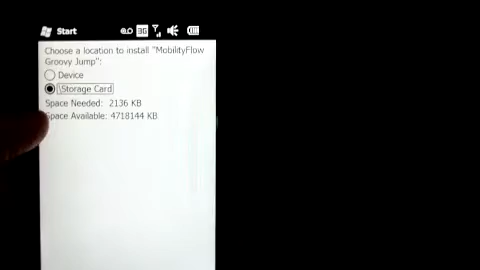 Start
3G
Choose a location to install "MobilityFlow
Groovy Jump":
Device
\Storage Card
Space Needed: 2136 KB
Space Available: 4718144 KB